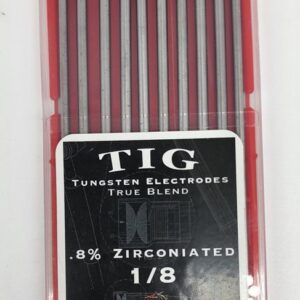 TIG
TUNGSTEN ELECTRODES
TRUE BLEND
.8% ZIRCONIATED
1/8